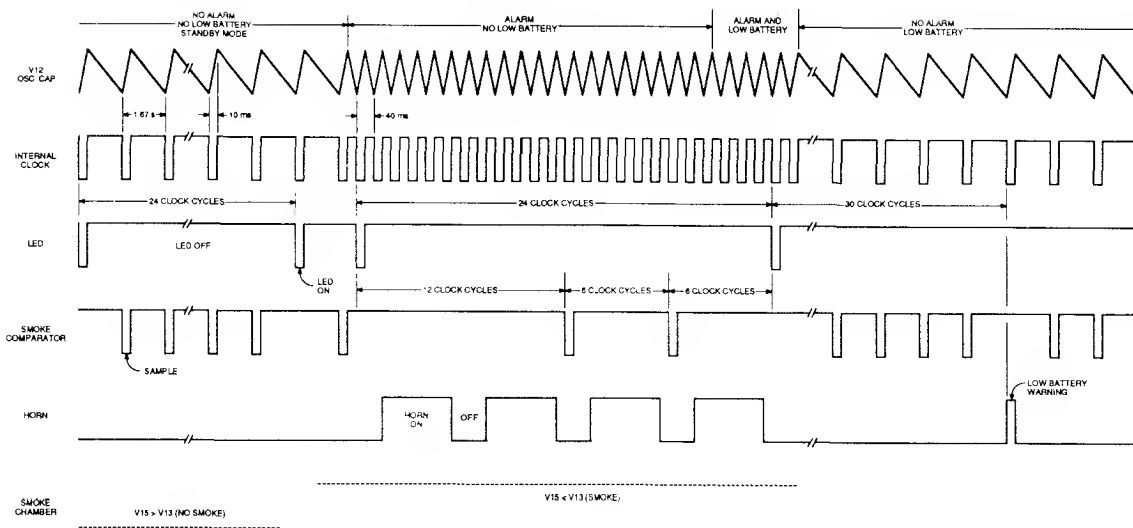 NO ALARM
NO LOW BATTERY
STANDBY MODE
ALARM
NO LOW BATTERY
ALARM AND
LOW BATTERY
NO ALARM
LOW BATTERY
V12
OSC CAP
1.67 s
10 ms
40 ms
INTERNAL
CLOCK
24 CLOCK CYCLES
24 CLOCK CYCLES
30 CLOCK CYCLES
LED
LED OFF
LED
ON
12 CLOCK CYCLES
6 CLOCK CYCLES
6 CLOCK CYCLES
SMOKE
COMPARATOR
SAMPLE
HORN
HORN
ON
OFF
LOW BATTERY
WARNING
SMOKE
CHAMBER
V15 > V13 (NO SMOKE)
V15 < V13 (SMOKE)